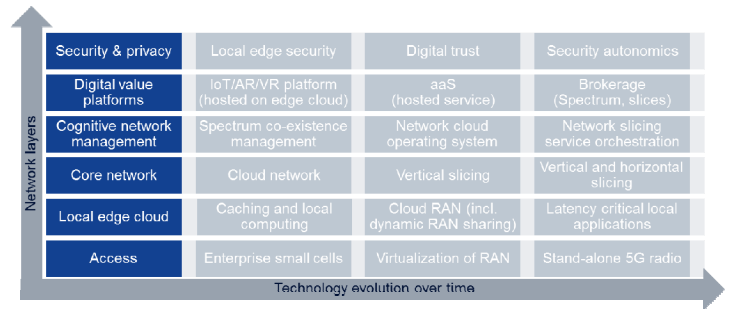 Network layers
Security & privacy
Local edge security
Digital trust
Security autonomics
Digital value
platforms
IoT/AR/VR platform
(hosted on edge cloud)
aaS
(hosted service)
Brokerage
(Spectrum, slices)
Cognitive network
management
Spectrum co-existence
management
Network cloud
operating system
Network slicing
service orchestration
Core network
Cloud network
Vertical slicing
Vertical and horizontal
slicing
Local edge cloud
Caching and local
computing
Cloud RAN (incl.
dynamic RAN sharing)
Latency critical local
applications
Access
Enterprise small cells
Virtualization of RAN
Stand-alone 5G radio
Technology evolution over time